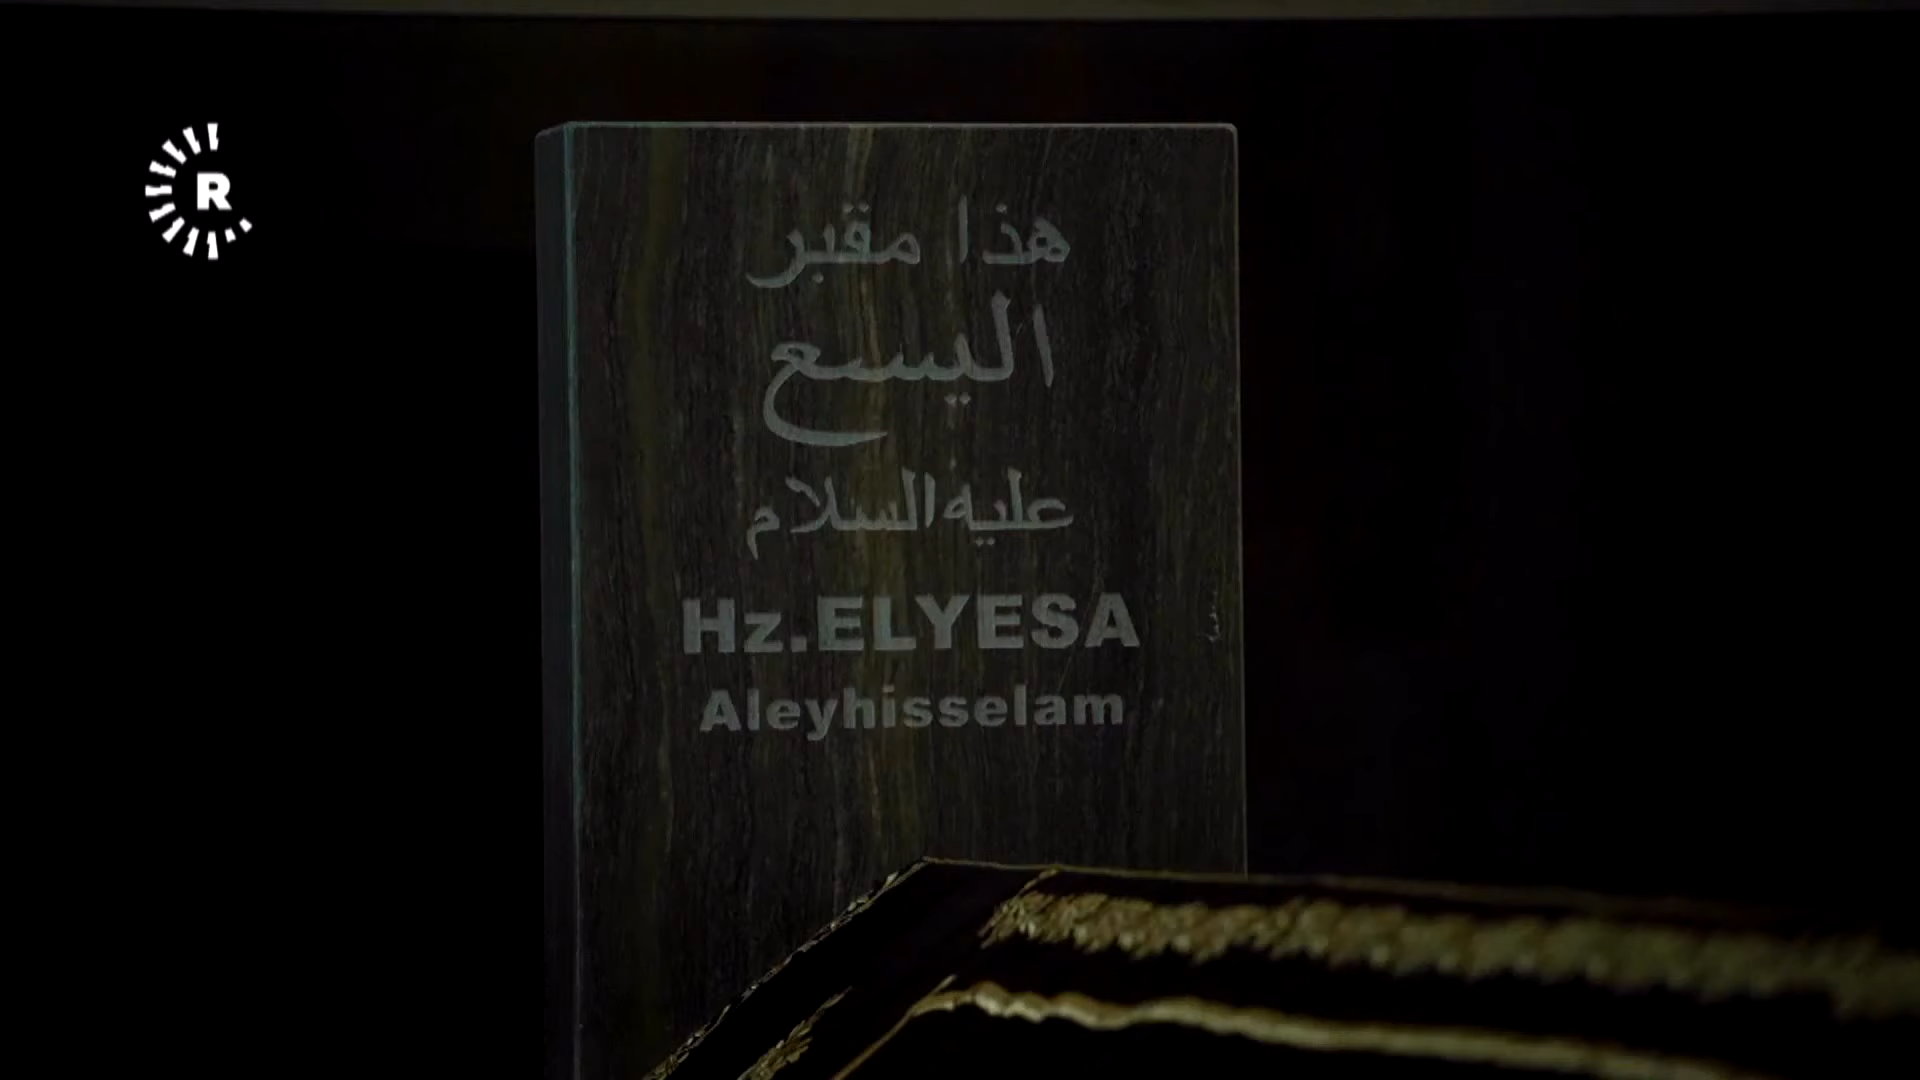 R
هذا مقبر
اليسع
عليه السلام
Hz.ELYESA
Aleyhisselam